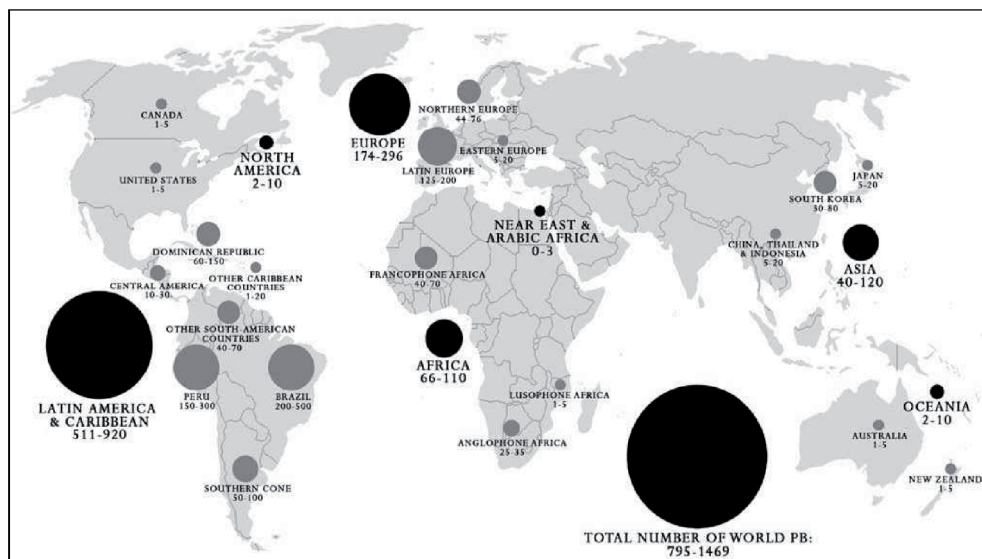 CANADA
1-5
NORTH
AMERICA
2-10
UNITED STATES
1-5
DOMINICAN REPUBLIC
60-150
CENTRAL AMERICA
10-30
OTHER CARIBBEAN
COUNTRIES
1-20
OTHER SOUTH-AMERICAN
COUNTRIES
40-70
LATIN AMERICA
& CARIBBEAN
511-920
PERU
150-300
BRAZIL
200-500
SOUTHERN CONE
50-100
EUROPE
174-296
NORTHERN EUROPE
44-76
EASTERN EUROPE
5-20
LATIN EUROPE
125-200
NEAR EAST &
ARABIC AFRICA
0-3
FRANCOPHONE AFRICA
40-70
AFRICA
66-110
LUSOPHONE AFRICA
1-5
ANGLOPHONE AFRICA
25-35
JAPAN
5-20
SOUTH KOREA
30-80
CHINA, THAILAND
& INDONESIA
5-20
ASIA
40-120
OCEANIA
2-10
AUSTRALIA
1-5
NEW ZEALAND
1-5
TOTAL NUMBER OF WORLD PB:
795-1469